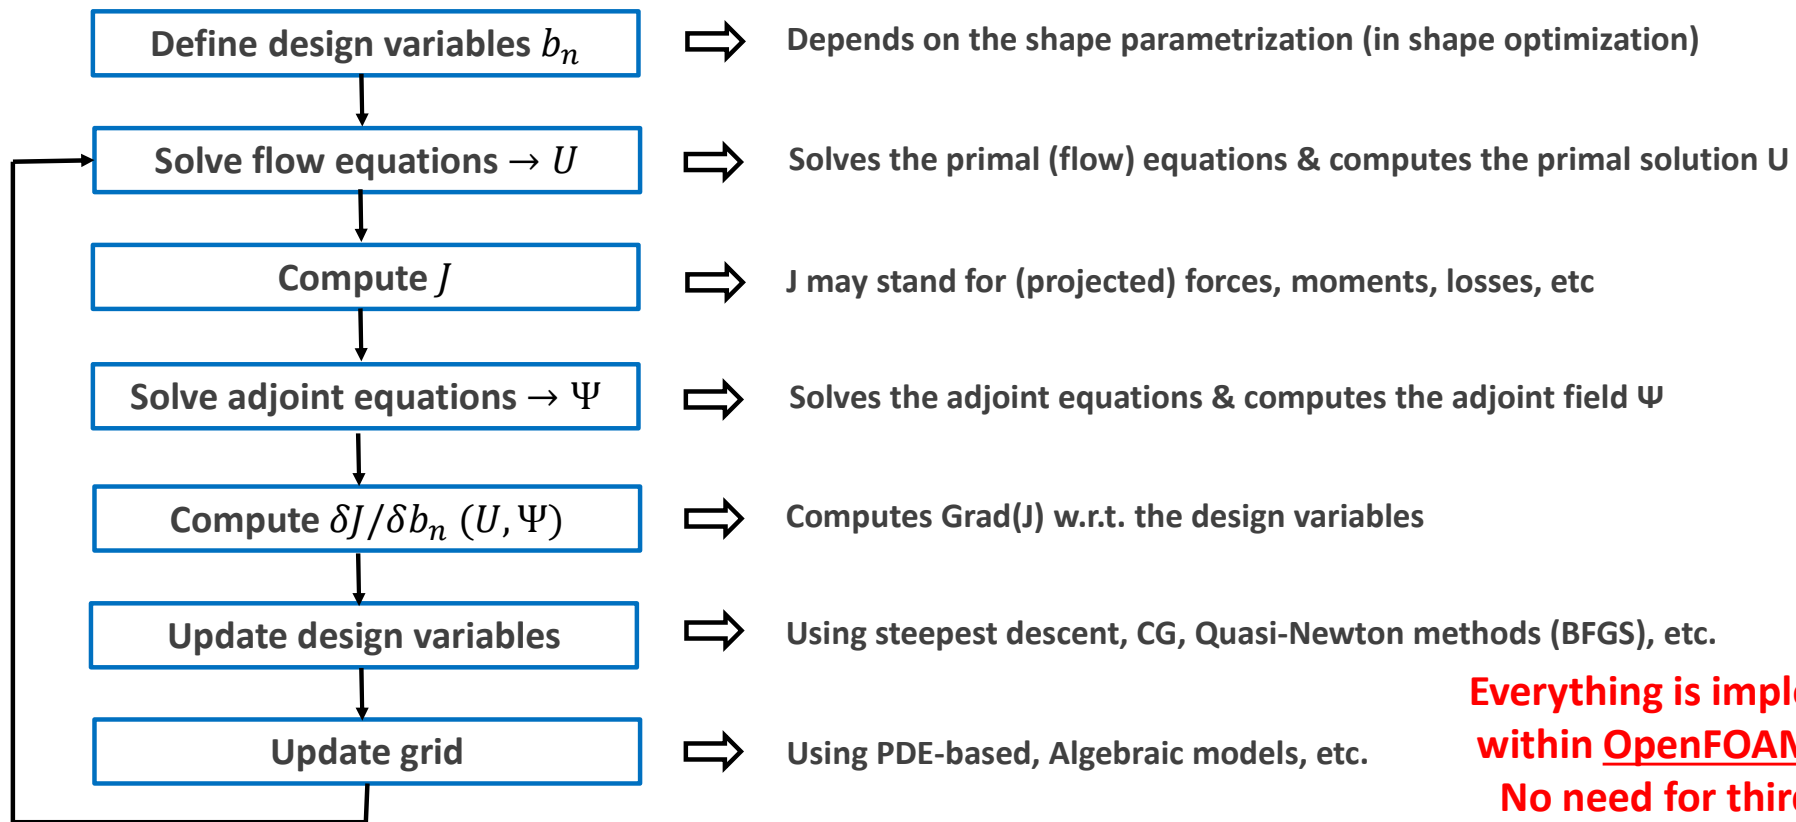 Define design variables bₙ
Depends on the shape parametrization (in shape optimization)
Solve flow equations → U
Solves the primal (flow) equations & computes the primal solution U
Compute J
J may stand for (projected) forces, moments, losses, etc
Solve adjoint equations → Ψ
Solves the adjoint equations & computes the adjoint field Ψ
Compute δJ/δbₙ (U, Ψ)
Computes Grad(J) w.r.t. the design variables
Update design variables
Using steepest descent, CG, Quasi-Newton methods (BFGS), etc.
Update grid
Using PDE-based, Algebraic models, etc.
Everything is
within OpenFOAM
No need for